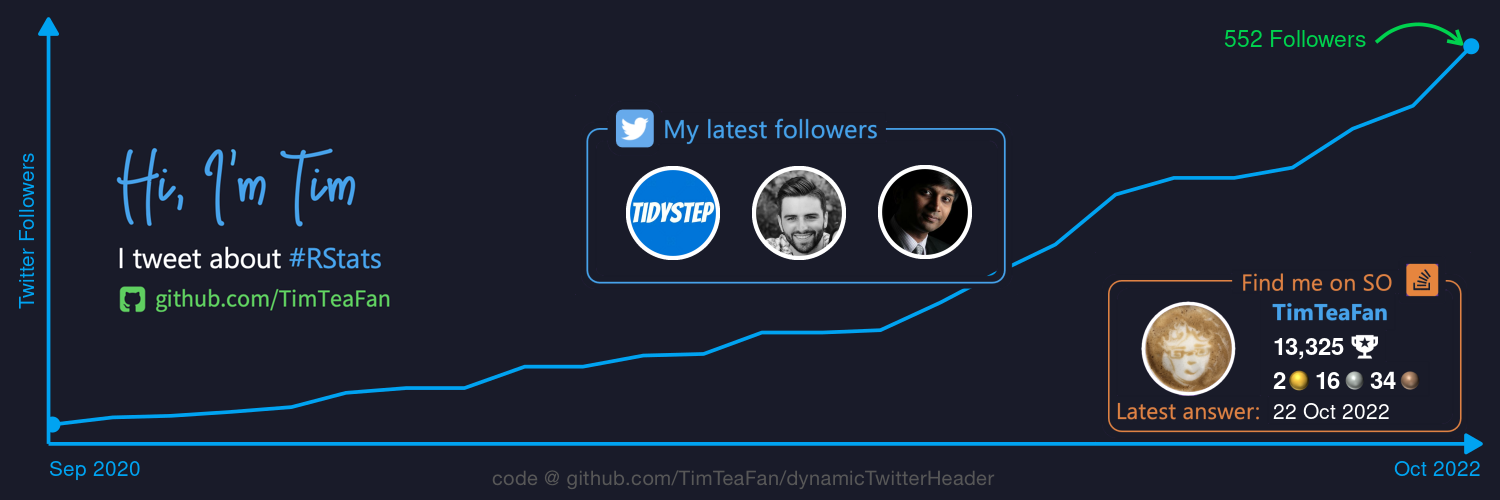 552 Followers
My latest followers
TIDYSTEP
Twitter Followers
Hi, I'm Tim
I tweet about #RStats
github.com/TimTeaFan
Find me on SO
TimTeaFan
13,325
2 16 34
Latest answer: 22 Oct 2022
Sep 2020
Oct 2022
code @ github.com/TimTeaFan/dynamicTwitterHeader